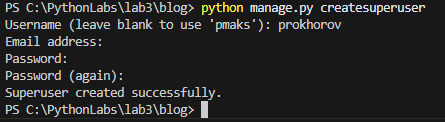 PS C:\PythonLabs\lab3\blog> python manage.py createsuperuser
Username (leave blank to use 'pmaks'): prokhorov
Email address:
Password:
Password (again):
Superuser created successfully.
PS C:\PythonLabs\lab3\blog>